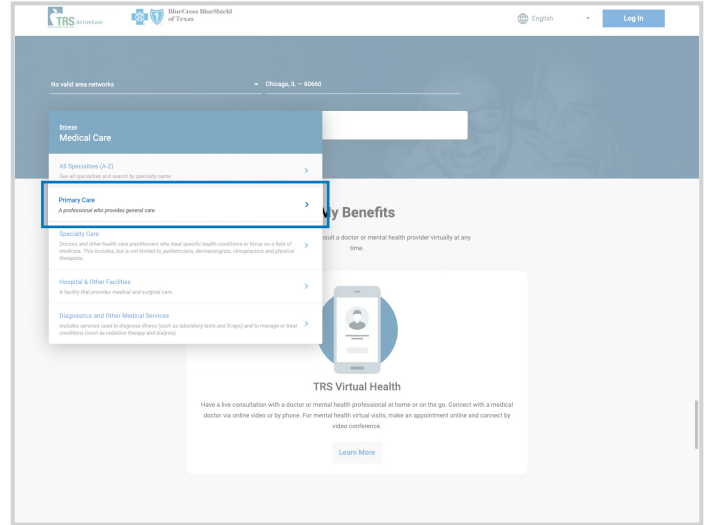 TRS ACTIVECARE
BlueCross BlueShield
of Texas
English
Log In
No valid area networks
Chicago, IL — 60660
Browse
Medical Care
All Specialties (A-Z)
See all specialties and search by specialty name
Primary Care
A professional who provides general care.
My Benefits
Specialty Care
Doctors and other health care practitioners who treat specific health conditions or focus on a field of
medicine. This includes, but is not limited to, pediatricians, dermatologists, chiropractors and physical
therapists.
consult a doctor or mental health provider virtually at any
time.
Hospital & Other Facilities
A facility that provides medical and surgical care.
Diagnostics and Other Medical Services
Includes services used to diagnose illness (such as laboratory tests and X-rays) and to manage or treat
conditions (such as radiation therapy and dialysis).
TRS Virtual Health
Have a live consultation with a doctor or mental health professional at home or on the go. Connect with a medical
doctor via online video or by phone. For mental health virtual visits, make an appointment online and connect by
video conference.
Learn More